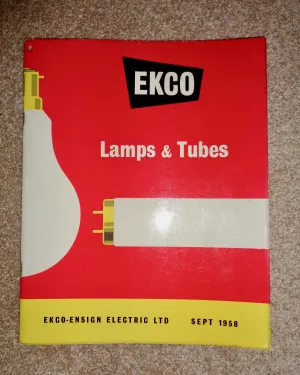 EKCO
Lamps & Tubes
EKCO-ENSIGN ELECTRIC LTD SEPT 1958